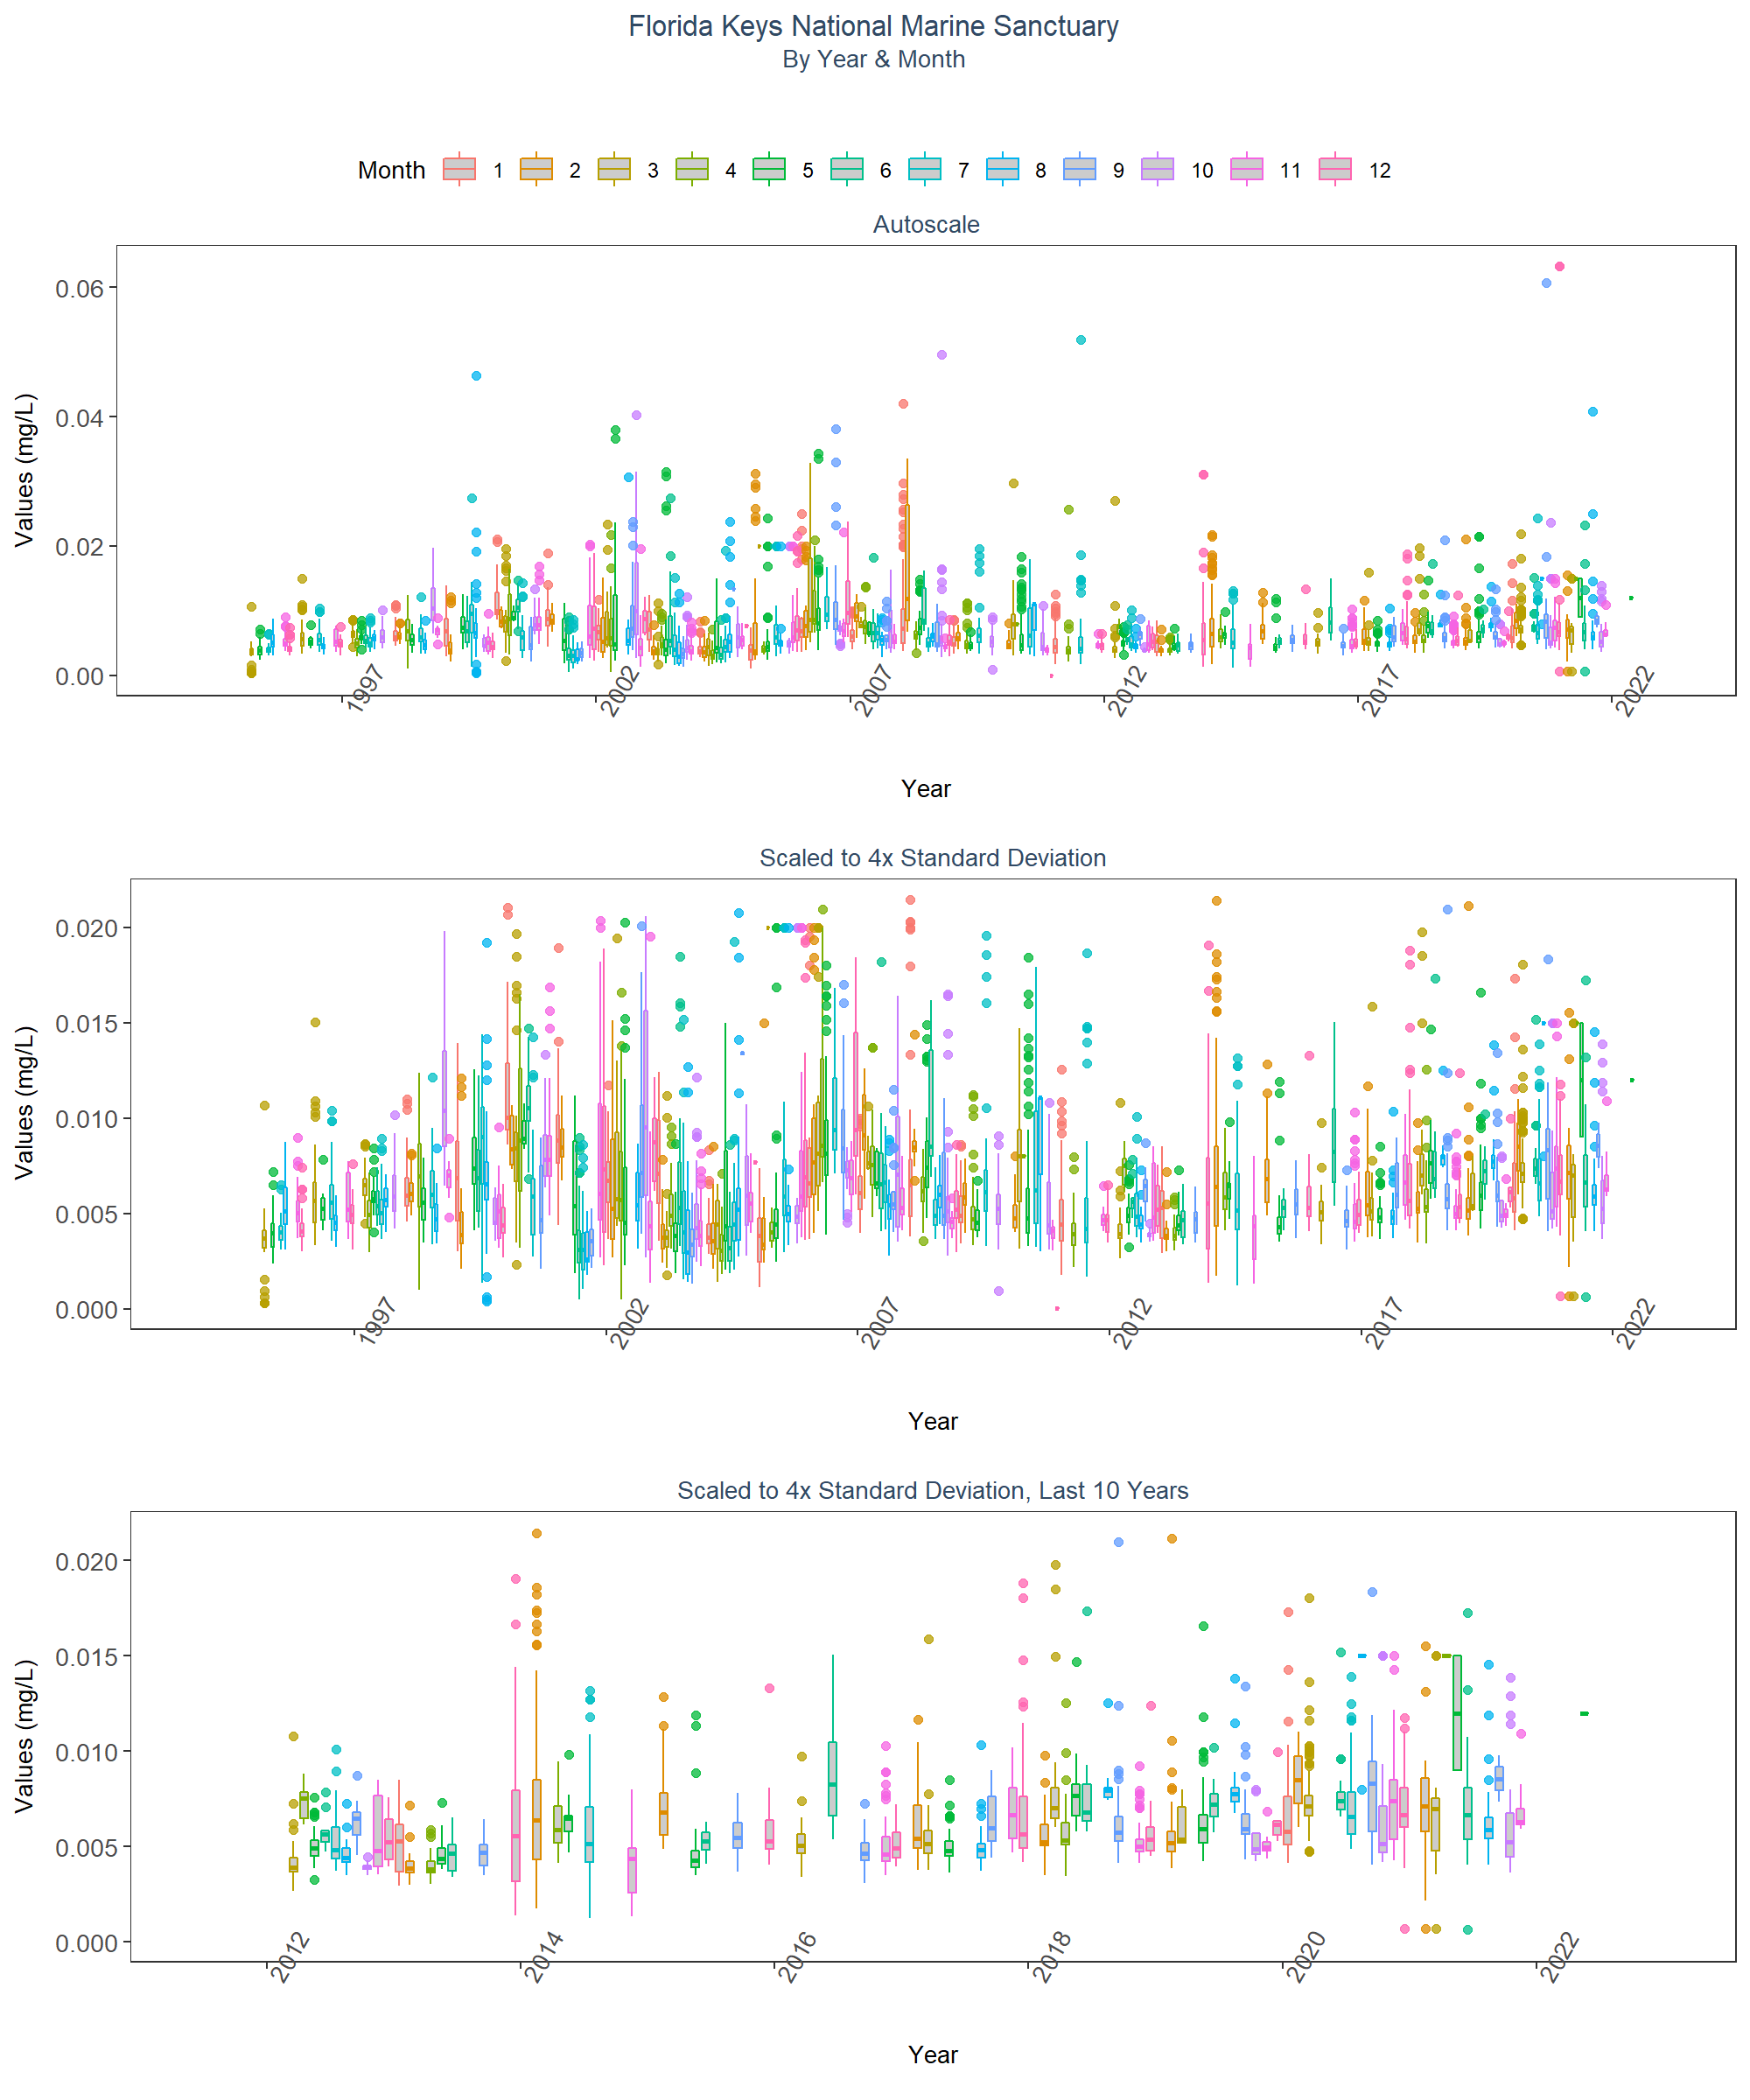 Florida Keys National Marine Sanctuary
By Year & Month
Month 1 2 3 4 5 6 7 8 9 10 11 12
Autoscale
Values (mg/L)
0.06
0.04
0.02
0.00
1997 2002 2007 2012 2017 2022
Year
Scaled to 4x Standard Deviation
Values (mg/L)
0.020
0.015
0.010
0.005
0.000
1997 2002 2007 2012 2017 2022
Year
Scaled to 4x Standard Deviation, Last 10 Years
Values (mg/L)
0.020
0.015
0.010
0.005
0.000
2012 2014 2016 2018 2020 2022
Year